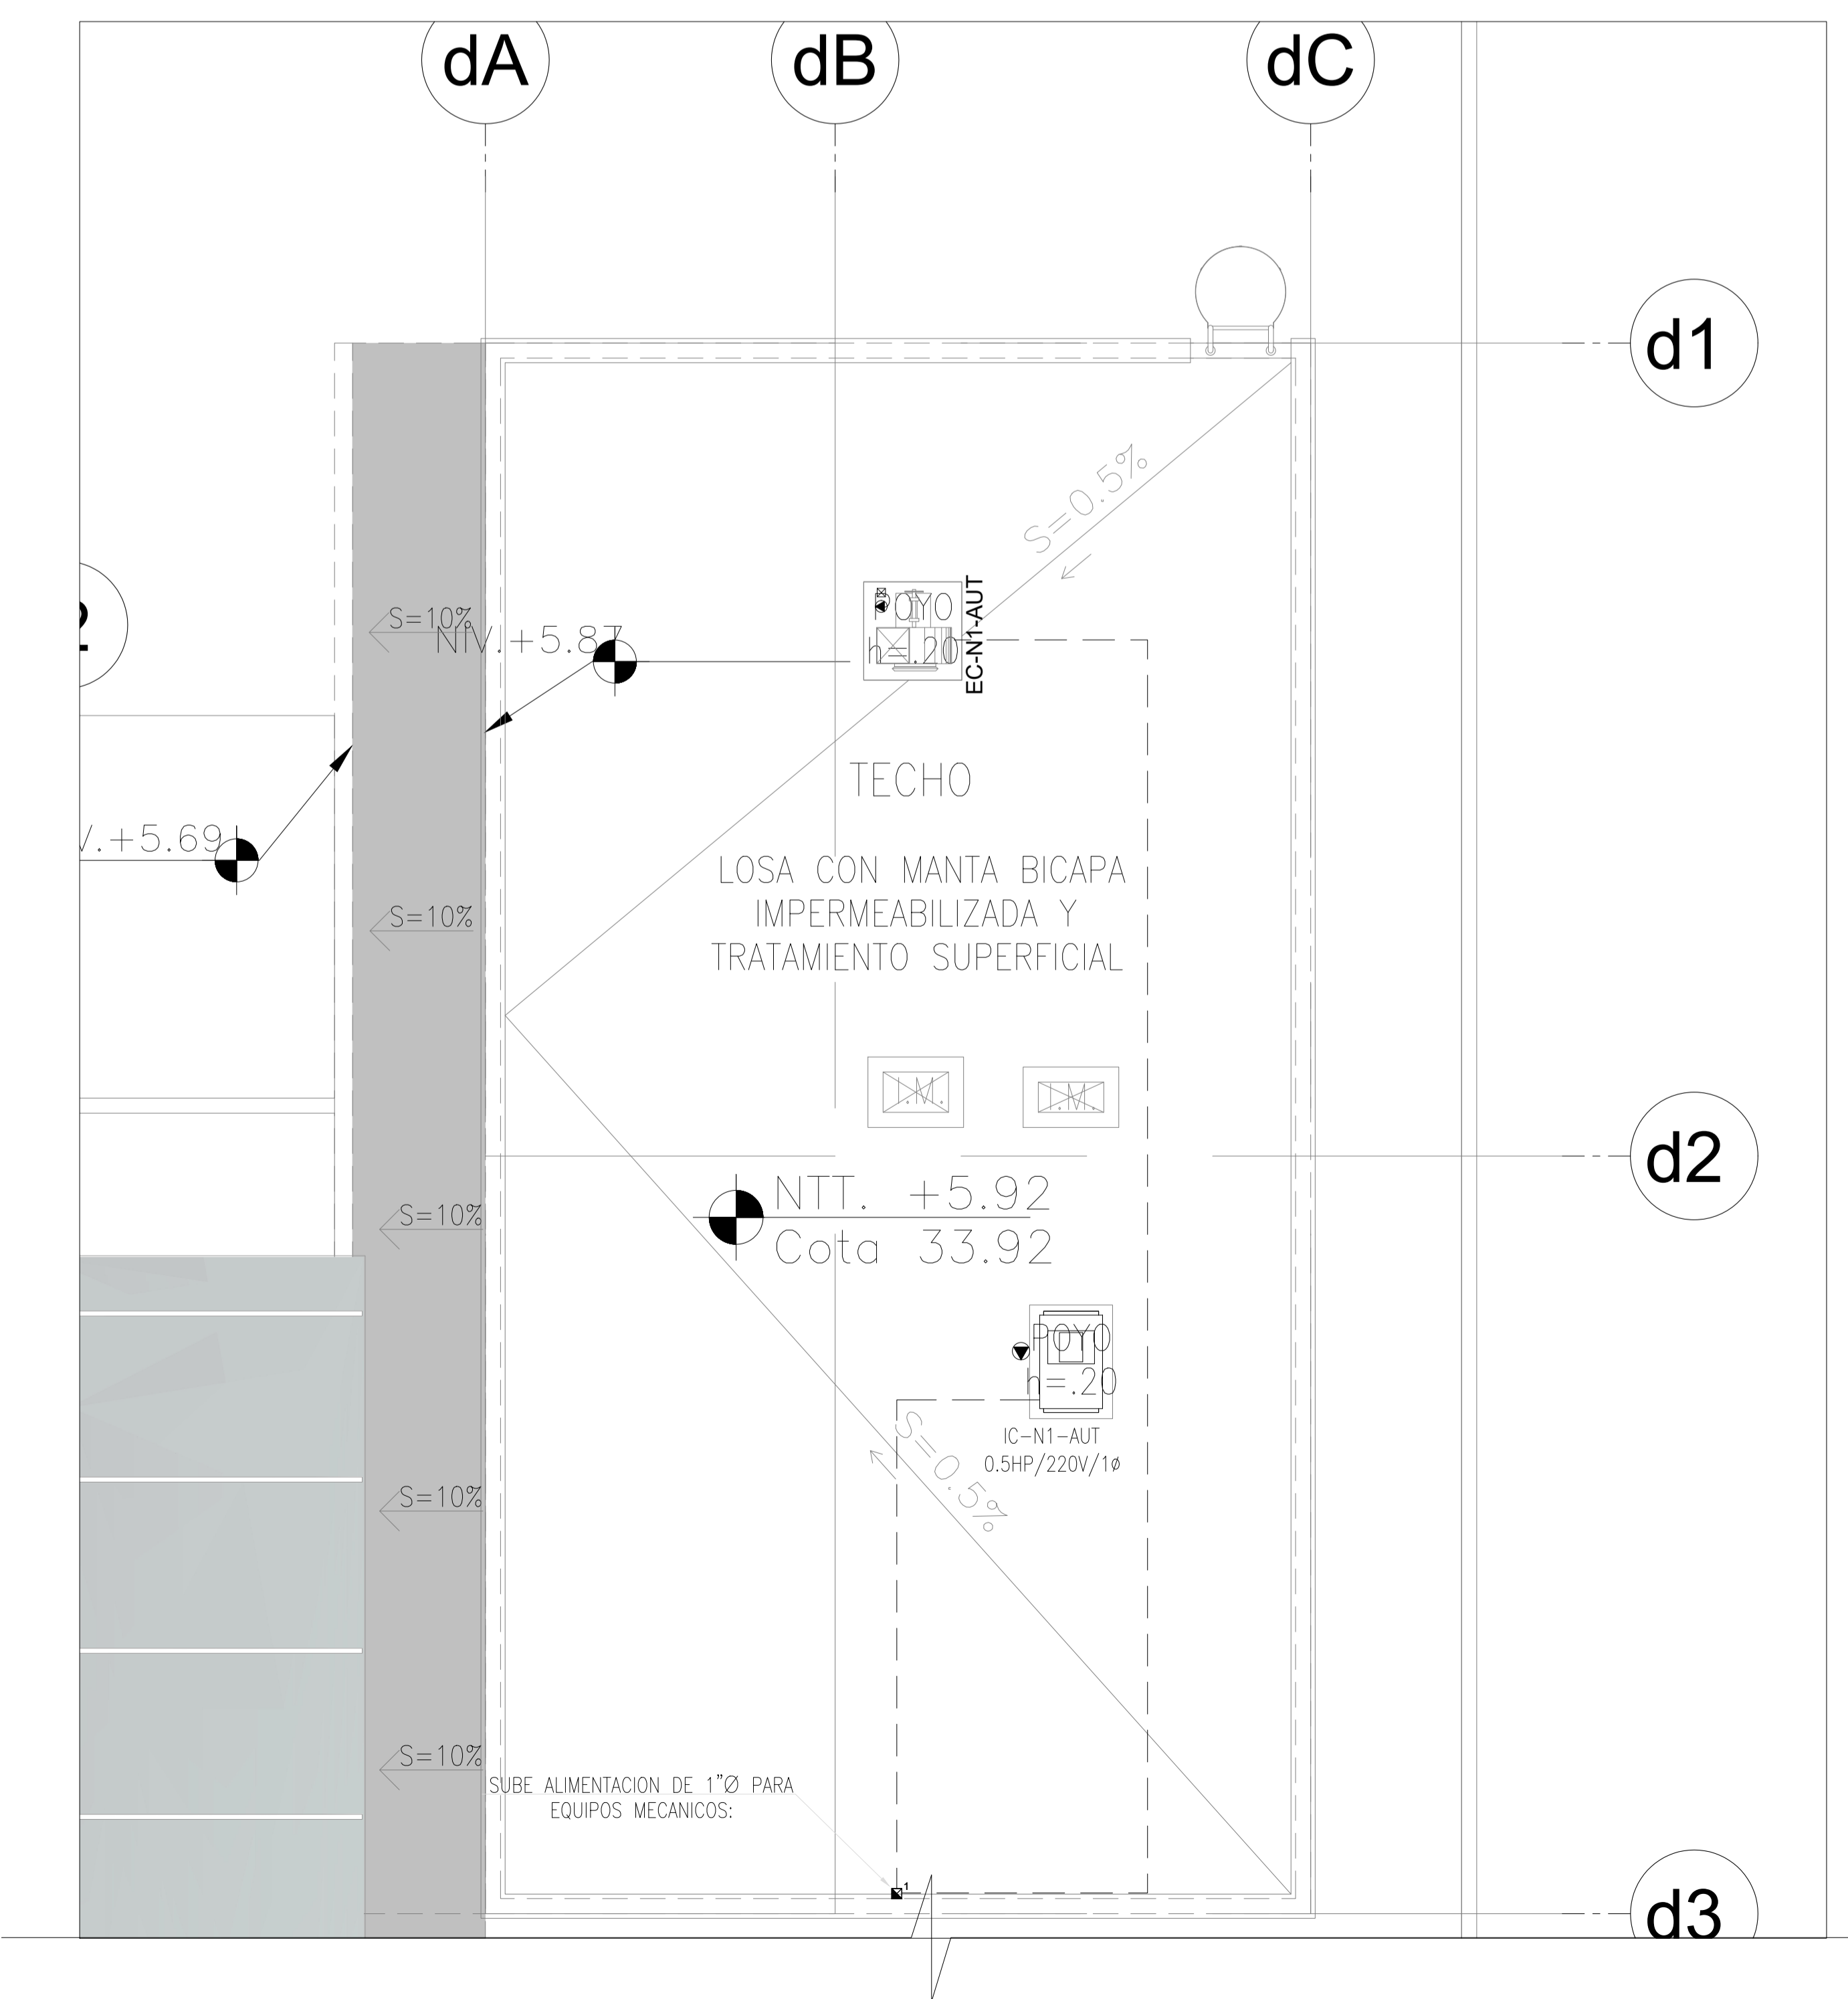 dA
dB
dC
d1
S=0.5%
S=10%
NIV.+5.87
POYO
h=.20
EC-N1-AUT
TECHO
V.+5.69
LOSA CON MANTA BICAPA
IMPERMEABILIZADA Y
TRATAMIENTO SUPERFICIAL
S=10%
I.M.
I.M.
d2
NTT. +5.92
Cota 33.92
S=10%
POYO
h=.20
IC-N1-AUT
0.5HP/220V/1ø
S=0.5%
S=10%
S=10%
SUBE ALIMENTACION DE 1"Ø PARA
EQUIPOS MECANICOS:
1
d3